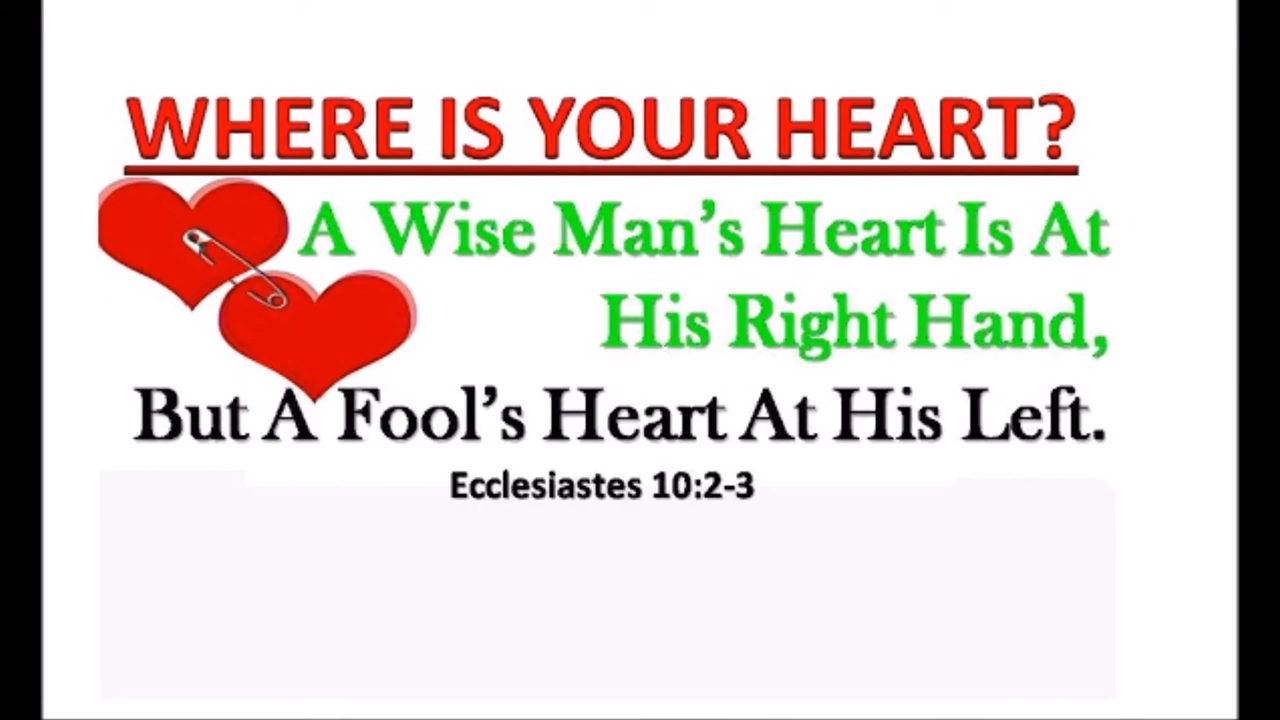 WHERE IS YOUR HEART?
A Wise Man's Heart Is At
His Right Hand,
But A Fool's Heart At His Left.
Ecclesiastes 10:2-3